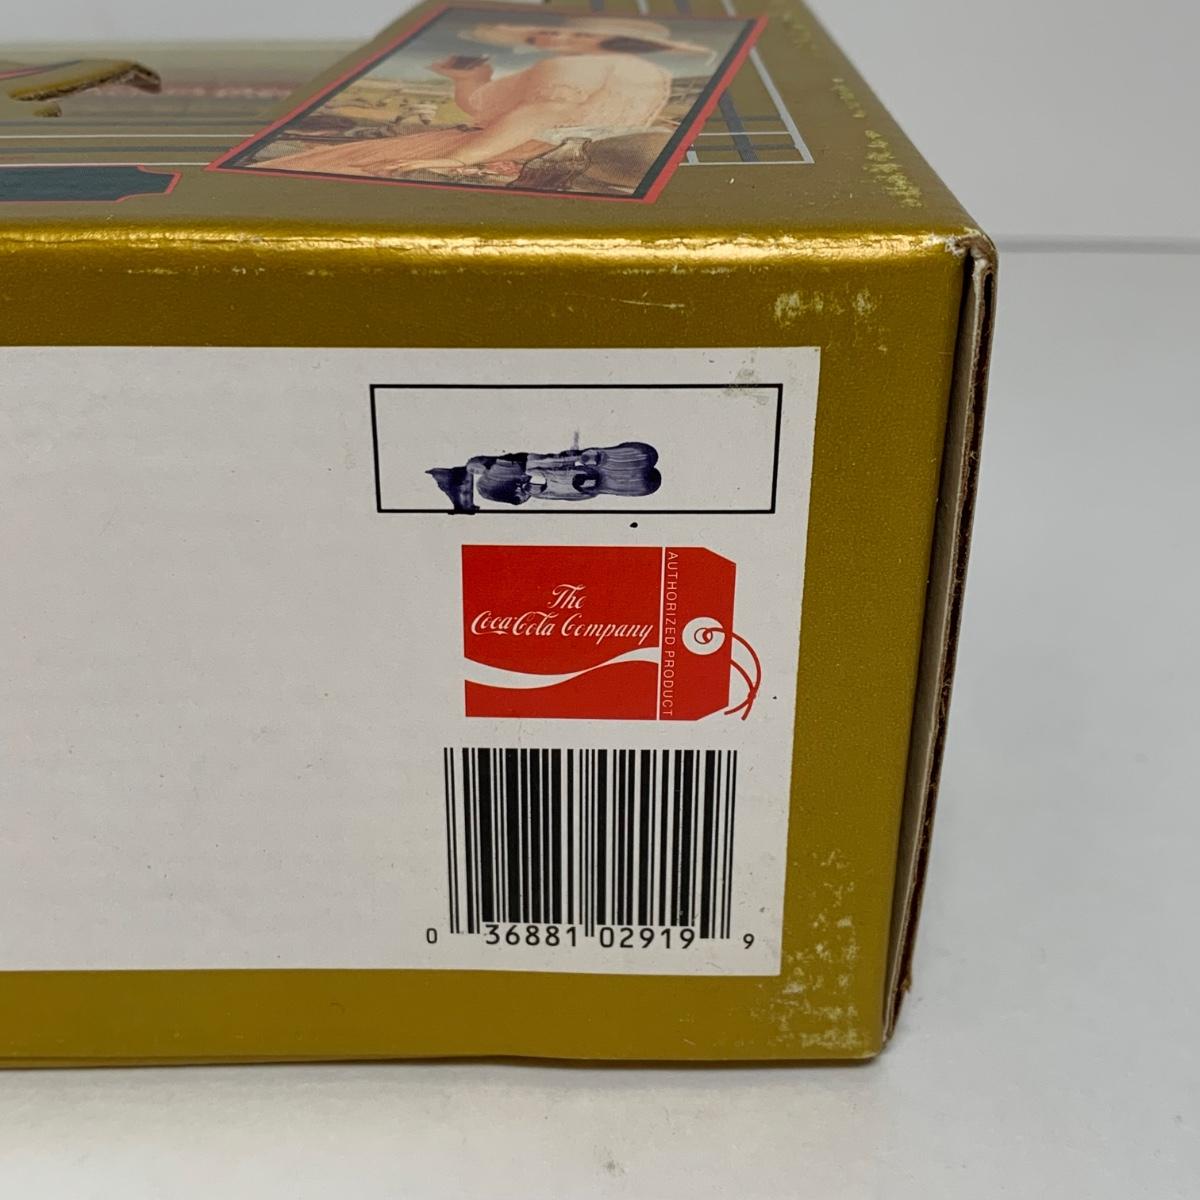 The
Coca-Cola Company
AUTHORIZED PRODUCT
0 36881 02919 9